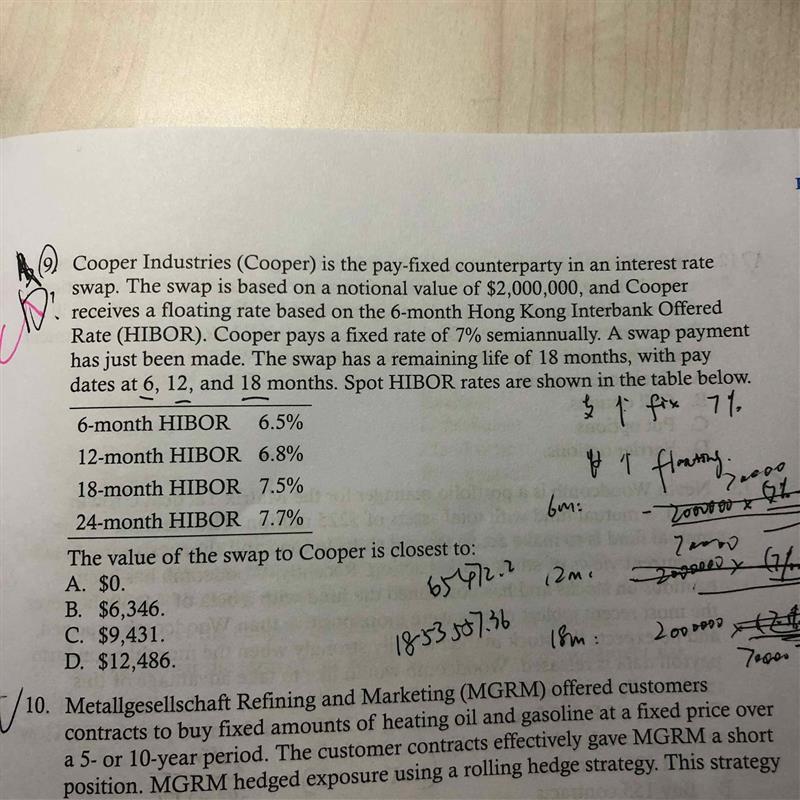 9. Cooper Industries (Cooper) is the pay-fixed counterparty in an interest rate
swap. The swap is based on a notional value of $2,000,000, and Cooper
receives a floating rate based on the 6-month Hong Kong Interbank Offered
Rate (HIBOR). Cooper pays a fixed rate of 7% semiannually. A swap payment
has just been made. The swap has a remaining life of 18 months, with pay
dates at 6, 12, and 18 months. Spot HIBOR rates are shown in the table below.
6-month HIBOR 6.5%
12-month HIBOR 6.8%
18-month HIBOR 7.5%
24-month HIBOR 7.7%
fix 7%
floating.
70000
6m: - 2000000 x
70000
65472.2 12m: 2000000 x
1853557.36 18m: 2000000 x
70000
The value of the swap to Cooper is closest to:
A. $0.
B. $6,346.
C. $9,431.
D. $12,486.
10. Metallgesellschaft Refining and Marketing (MGRM) offered customers
contracts to buy fixed amounts of heating oil and gasoline at a fixed price over
a 5- or 10-year period. The customer contracts effectively gave MGRM a short
position. MGRM hedged exposure using a rolling hedge strategy. This strategy